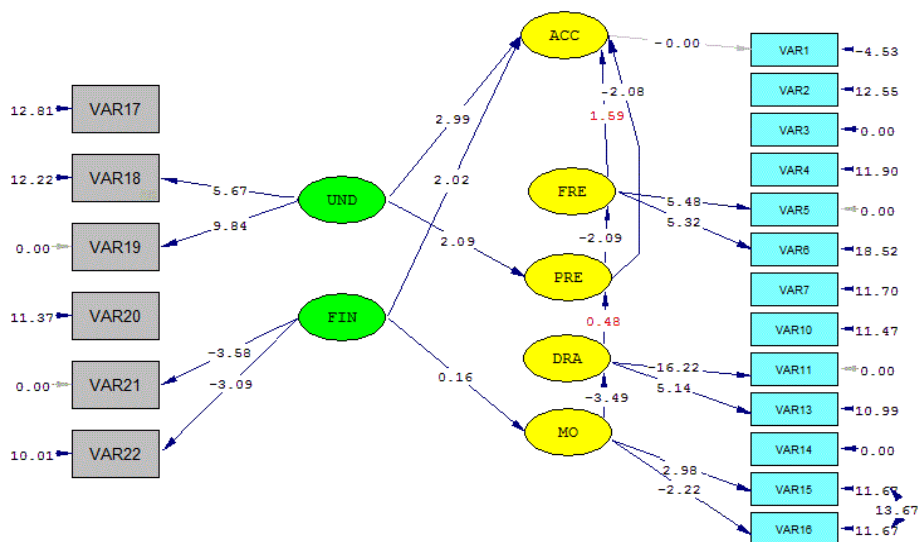 ACC
-0.00
VAR1
-4.53
VAR2
12.55
12.81
VAR17
-2.08
1.59
2.99
VAR3
0.00
VAR4
11.90
12.22
VAR18
5.67
2.02
UND
FRE
5.48
VAR5
0.00
5.32
9.84
0.00
VAR19
2.09
-2.09
VAR6
18.52
PRE
VAR7
11.70
11.37
VAR20
FIN
0.48
VAR10
11.47
-3.58
DRA
-16.22
VAR11
0.00
0.00
VAR21
-3.09
0.16
5.14
-3.49
VAR13
10.99
MO
10.01
VAR22
VAR14
0.00
2.98
VAR15
11.67
-2.22
13.67
VAR16
11.67